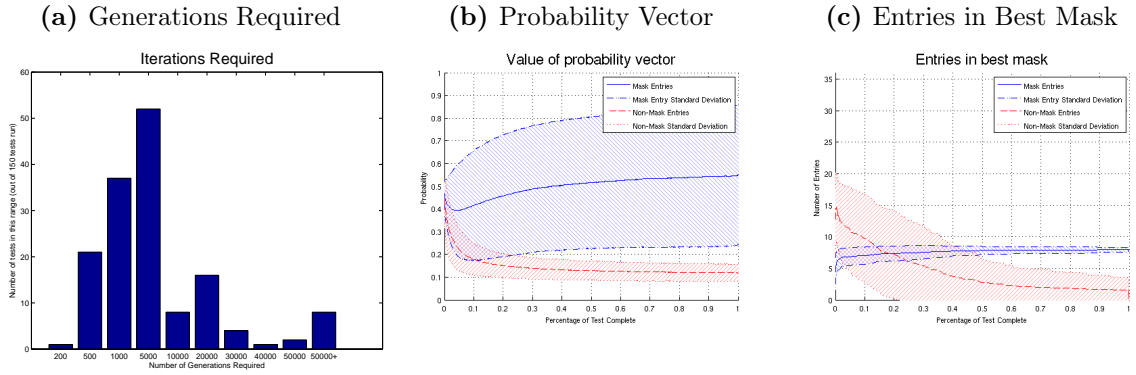 (a) Generations Required
Iterations Required
Number of tests in this range (out of 150 tests run)
60
50
40
30
20
10
0
200 500 1000 5000 10000 20000 30000 40000 50000 50000+
Number of Generations Required
(b) Probability Vector
Value of probability vector
Probability
1
0.9
0.8
0.7
0.6
0.5
0.4
0.3
0.2
0.1
0
Mask Entries
Mask Entry Standard Deviation
Non-Mask Entries
Non-Mask Standard Deviation
0 0.1 0.2 0.3 0.4 0.5 0.6 0.7 0.8 0.9 1
Percentage of Test Complete
(c) Entries in Best Mask
Entries in best mask
Number of Entries
35
30
25
20
15
10
5
0
Mask Entries
Mask Entry Standard Deviation
Non-Mask Entries
Non-Mask Standard Deviation
0 0.1 0.2 0.3 0.4 0.5 0.6 0.7 0.8 0.9 1
Percentage of Test Complete